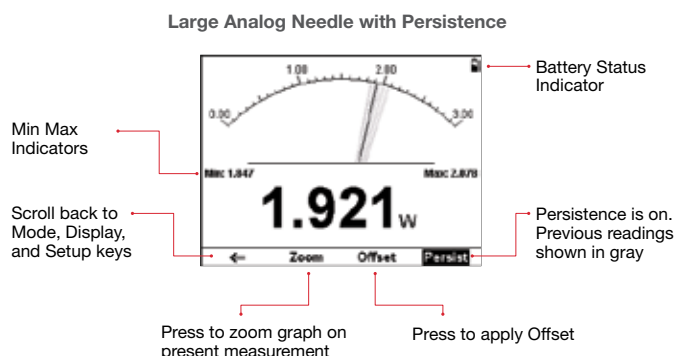 Large Analog Needle with Persistence
Battery Status
Indicator
1.00
2.00
0.00
3.00
Min Max
Indicators
Min: 1.847
Max: 2.078
1.921W
Scroll back to
Mode, Display,
and Setup keys
Persistence is on.
Previous readings
shown in gray
Zoom
Offset
Persist
Press to zoom graph on
present measurement
Press to apply Offset